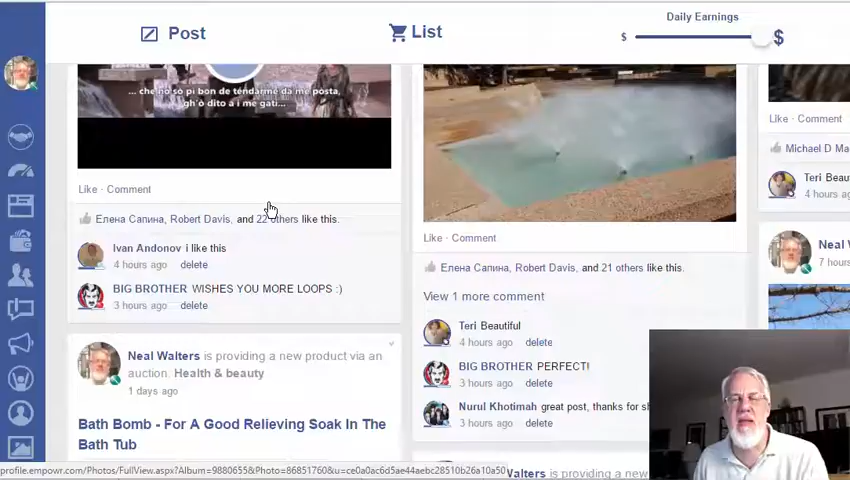 Post
List
Daily Earnings
$
$
... che no so pi bon de tendarmé da me posta,
gh'ò dito a i me gati...
Like · Comment
Елена Сапина, Robert Davis, and 22 others like this.
Ivan Andonov i like this
4 hours ago delete
BIG BROTHER WISHES YOU MORE LOOPS :)
3 hours ago delete
Neal Walters is providing a new product via an
auction. Health & beauty
1 days ago
Bath Bomb - For A Good Relieving Soak In The
Bath Tub
Like · Comment
Елена Сапина, Robert Davis, and 21 others like this.
View 1 more comment
Teri Beautiful
4 hours ago delete
BIG BROTHER PERFECT!
3 hours ago delete
Nurul Khotimah great post, thanks for sh
3 hours ago delete
Walters is providing a new
Like · Comment
Michael D Ma
Teri Beau
4 hours
Neal
7 hours
profile.empowr.com/Photos/FullView.aspx?Album=9880655&Photo=86851760&u=ce0a0ac6d5ae44aebc28510b26a10a50